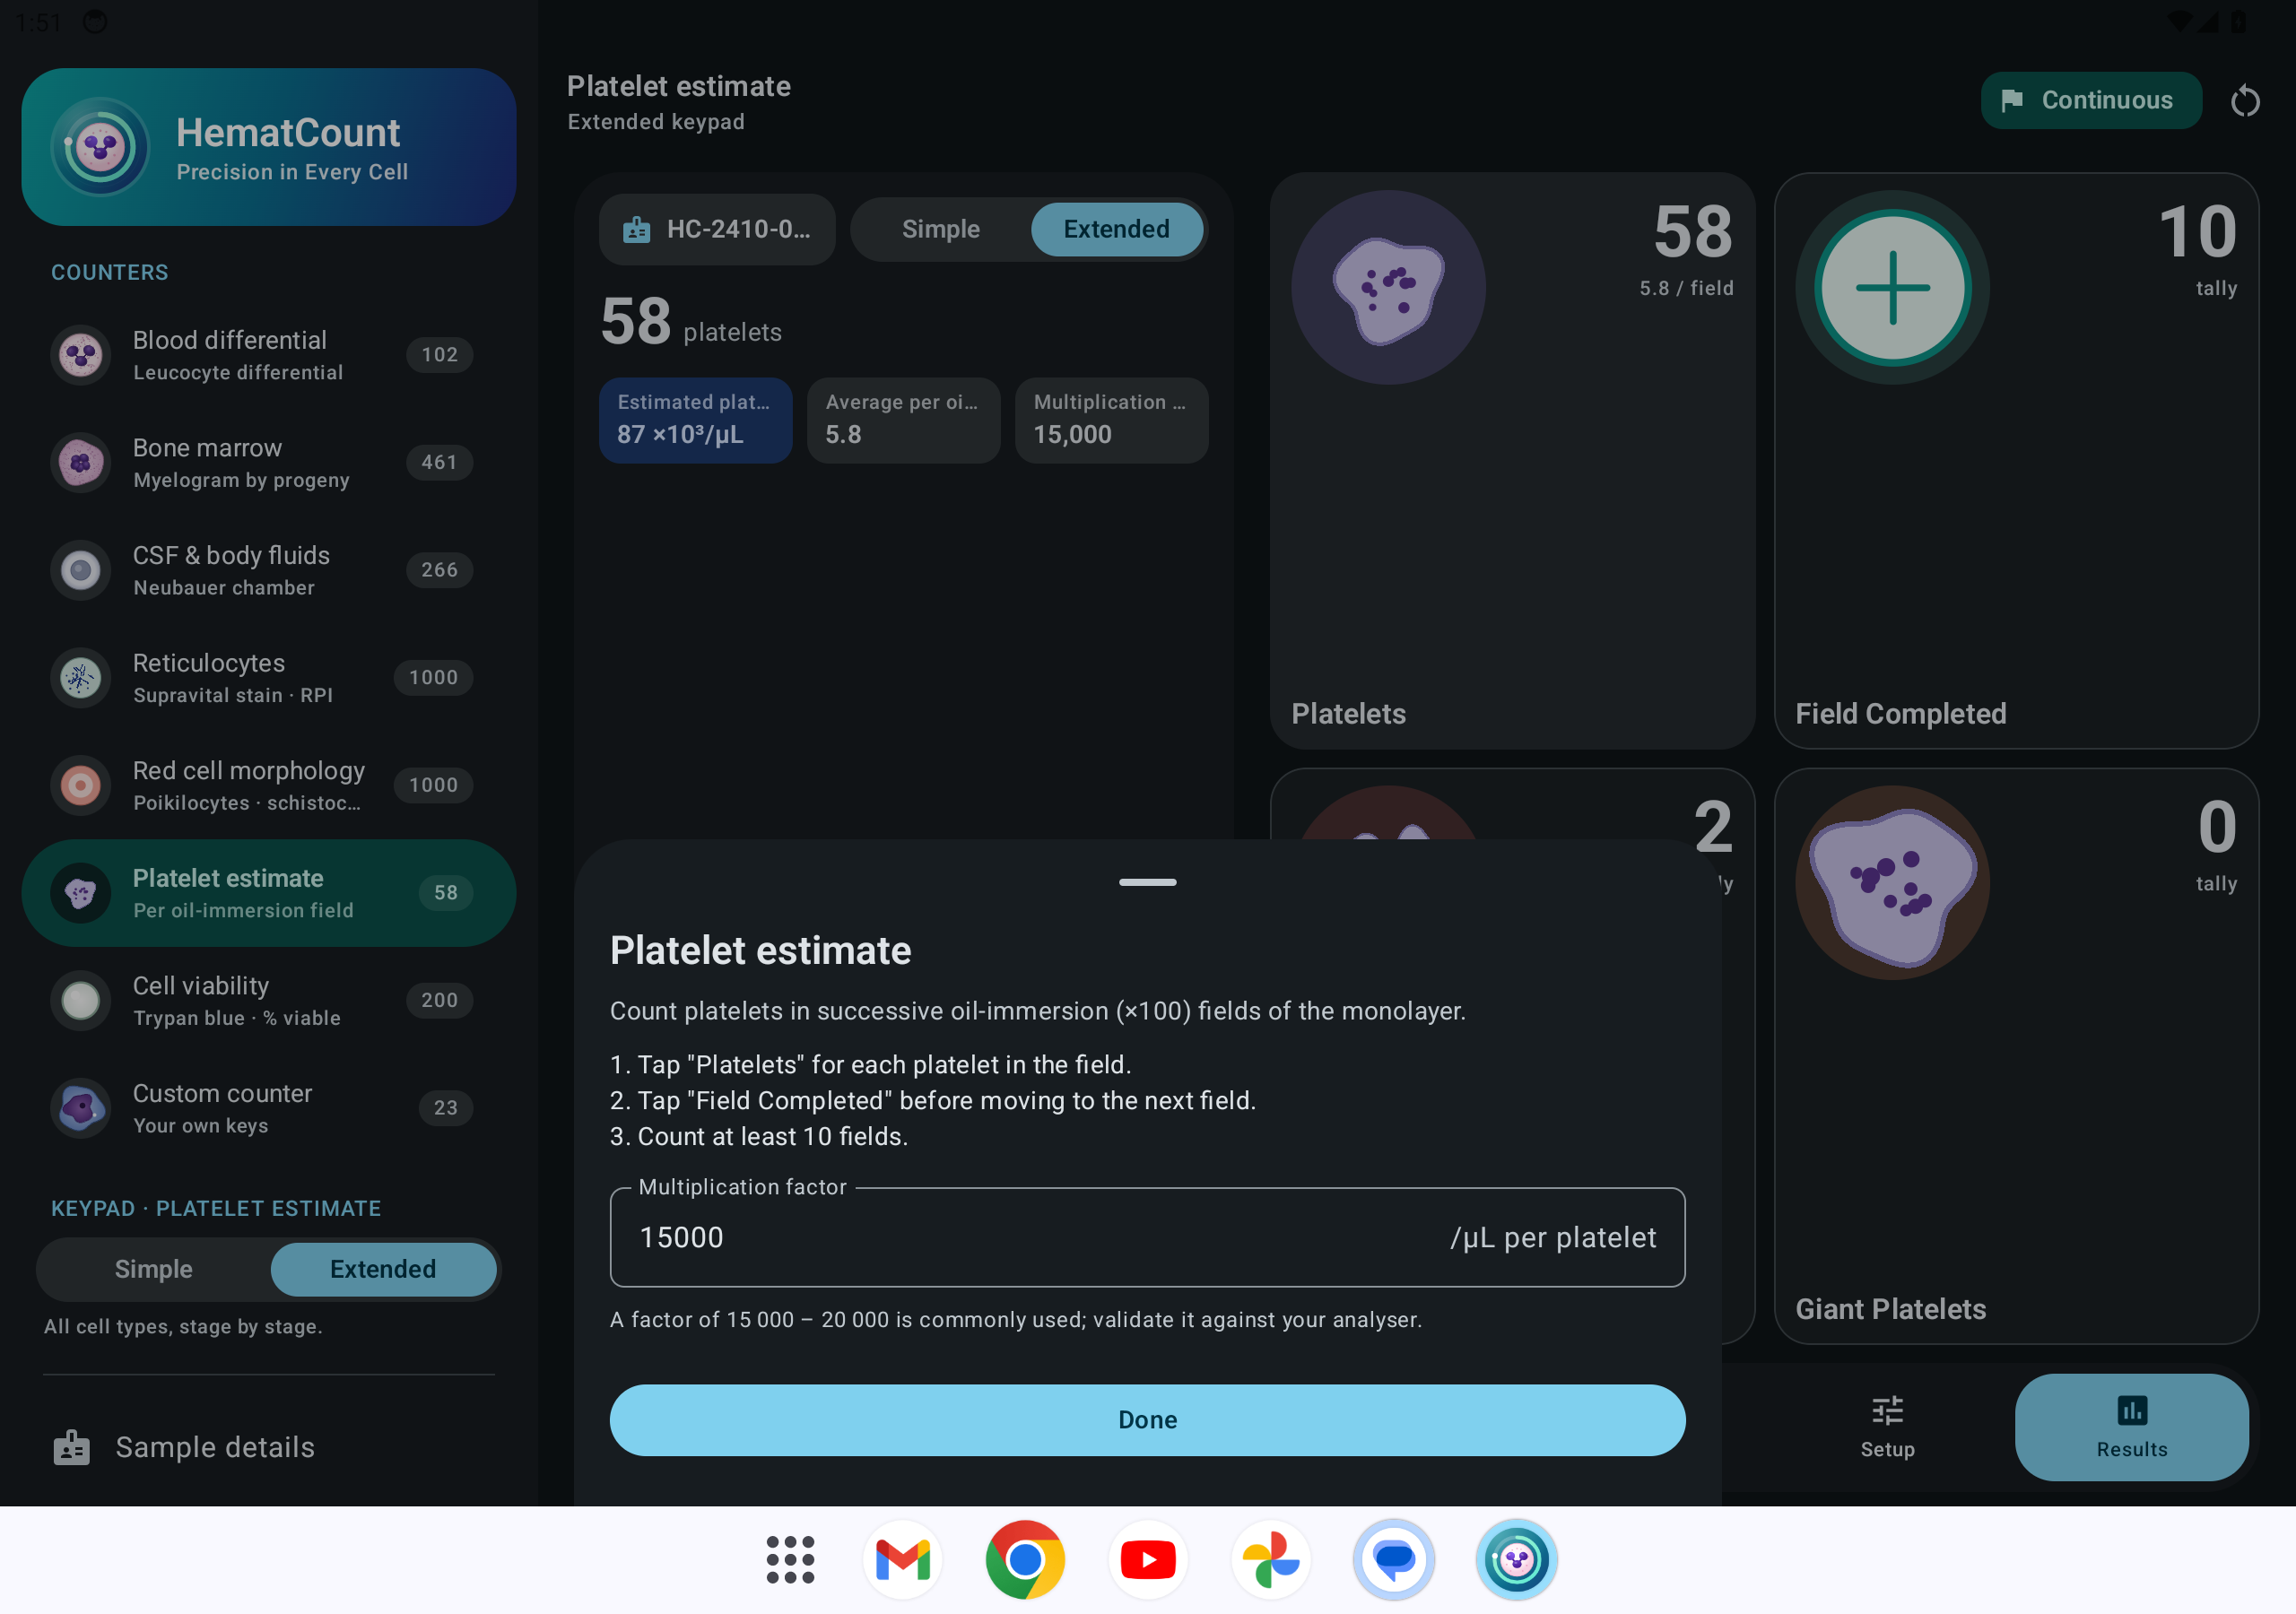 1:51
HematCount
Precision in Every Cell
COUNTERS
Blood differential
Leucocyte differential
102
Bone marrow
Myelogram by progeny
461
CSF & body fluids
Neubauer chamber
266
Reticulocytes
Supravital stain · RPI
1000
Red cell morphology
Poikilocytes · schistoc...
1000
Platelet estimate
Per oil-immersion field
58
Cell viability
Trypan blue · % viable
200
Custom counter
Your own keys
23
KEYPAD · PLATELET ESTIMATE
Simple
Extended
All cell types, stage by stage.
Sample details
Platelet estimate
Extended keypad
Continuous
HC-2410-0...
Simple
Extended
58 platelets
Estimated plat...
87 ×10³/µL
Average per oi...
5.8
Multiplication ...
15,000
58
5.8 / field
Platelets
10
tally
Field Completed
2
0
tally
Giant Platelets
Platelet estimate
Count platelets in successive oil-immersion (×100) fields of the monolayer.
1. Tap "Platelets" for each platelet in the field.
2. Tap "Field Completed" before moving to the next field.
3. Count at least 10 fields.
Multiplication factor
15000
/µL per platelet
A factor of 15 000 – 20 000 is commonly used; validate it against your analyser.
Done
Setup
Results